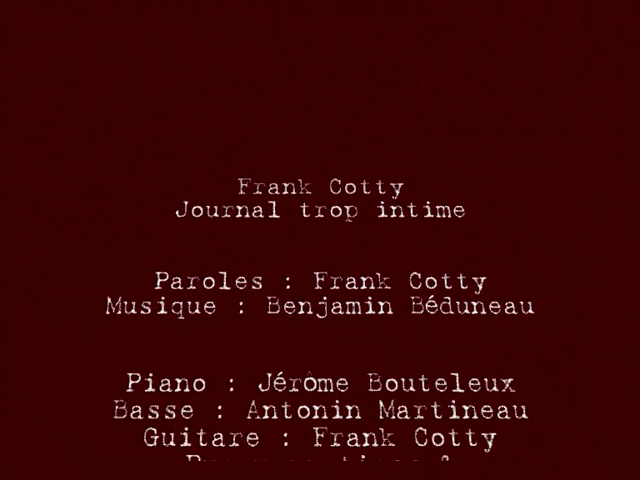 Frank Cotty
Journal trop intime
Paroles : Frank Cotty
Musique : Benjamin Béduneau
Piano : Jérôme Bouteleux
Basse : Antonin Martineau
Guitare : Frank Cotty